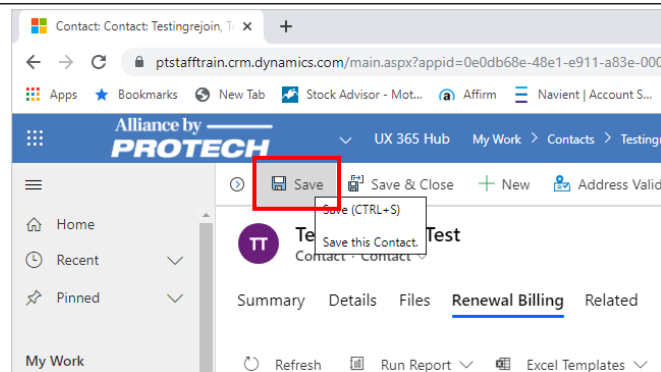 Contact: Contact: Testingrejoin, T
ptstafftrain.crm.dynamics.com/main.aspx?appid=0e0db68e-48e1-e911-a83e-000
Apps Bookmarks New Tab Stock Advisor - Mot... Affirm Navient | Account S...
Alliance by
PROTECH UX 365 Hub My Work > Contacts > Testing
Save Save & Close New Address Valid
Save (CTRL+S)
Save this Contact.
Home
Te Test
Contact · Contact
TT
Recent
Pinned
Summary Details Files Renewal Billing Related
My Work
Refresh Run Report Excel Templates